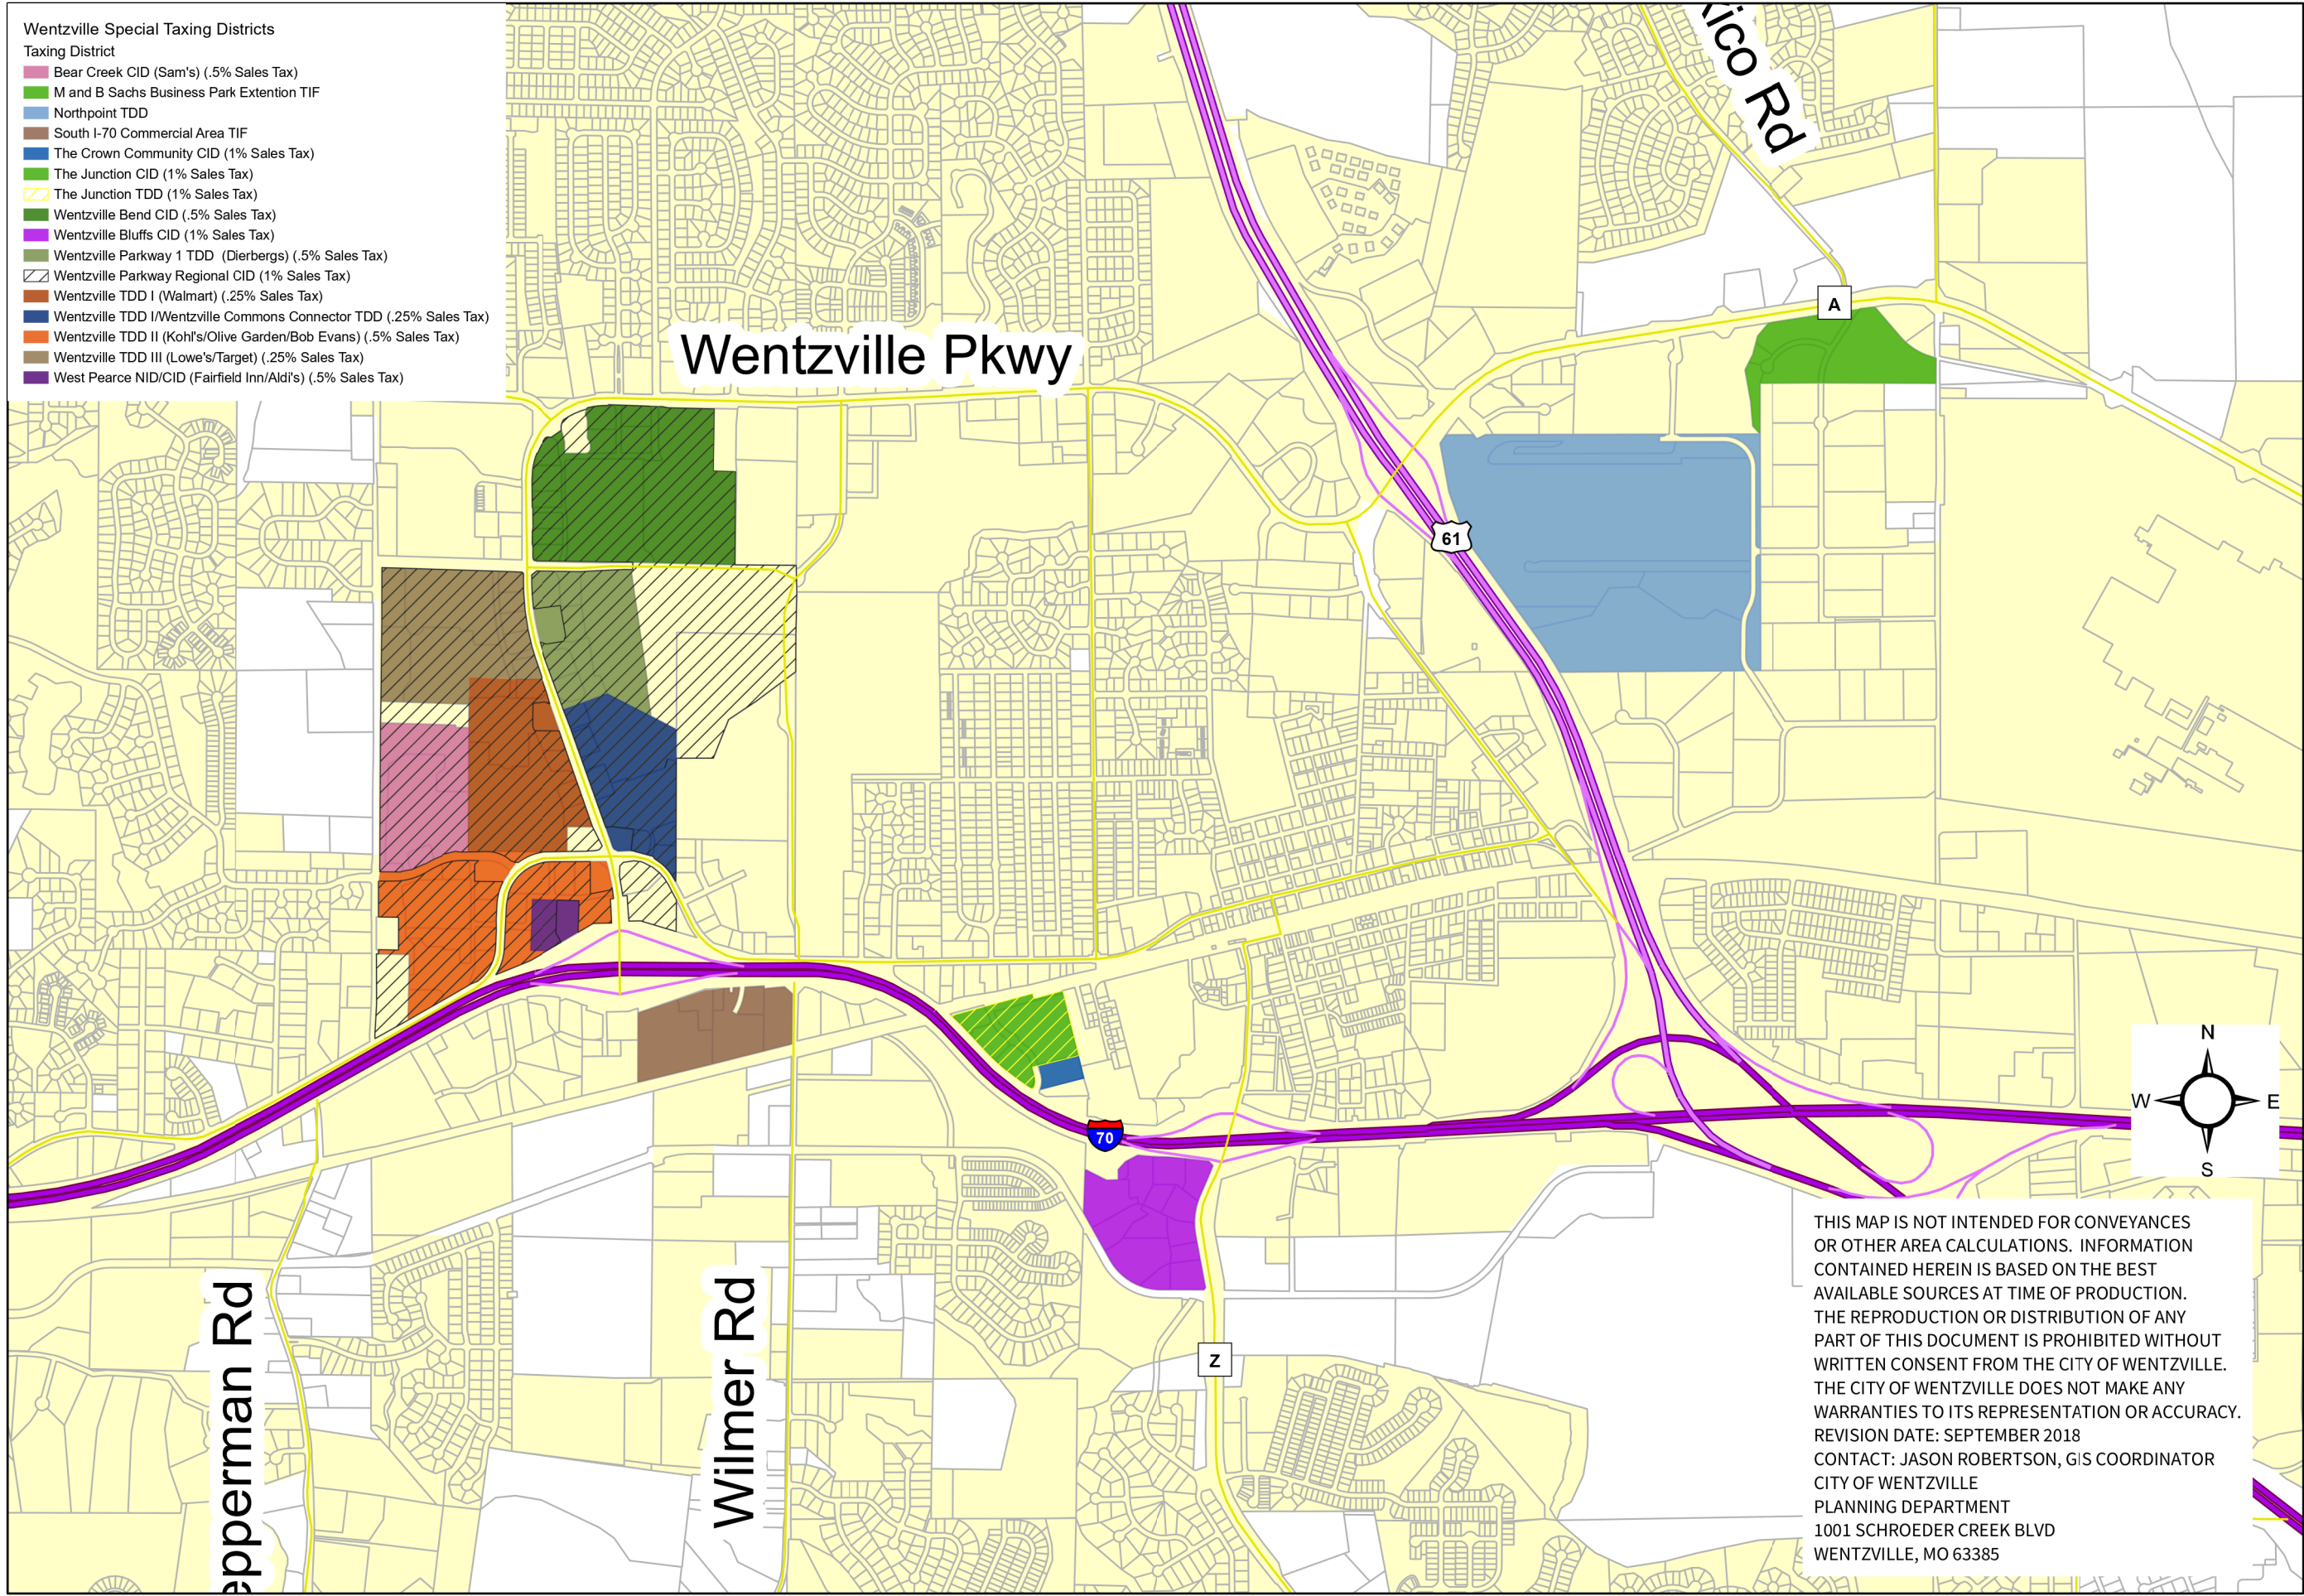 Wentzville Special Taxing Districts
Taxing District
Bear Creek CID (Sam's) (.5% Sales Tax)
M and B Sachs Business Park Extention TIF
Northpoint TDD
South I-70 Commercial Area TIF
The Crown Community CID (1% Sales Tax)
The Junction CID (1% Sales Tax)
The Junction TDD (1% Sales Tax)
Wentzville Bend CID (.5% Sales Tax)
Wentzville Bluffs CID (1% Sales Tax)
Wentzville Parkway 1 TDD (Dierbergs) (.5% Sales Tax)
Wentzville Parkway Regional CID (1% Sales Tax)
Wentzville TDD I (Walmart) (.25% Sales Tax)
Wentzville TDD I/Wentzville Commons Connector TDD (.25% Sales Tax)
Wentzville TDD II (Kohl's/Olive Garden/Bob Evans) (.5% Sales Tax)
Wentzville TDD III (Lowe's/Target) (.25% Sales Tax)
West Pearce NID/CID (Fairfield Inn/Aldi's) (.5% Sales Tax)
xico Rd
A
Wentzville Pkwy
61
70
N
W E
S
Z
epperman Rd
Wilmer Rd
THIS MAP IS NOT INTENDED FOR CONVEYANCES
OR OTHER AREA CALCULATIONS. INFORMATION
CONTAINED HEREIN IS BASED ON THE BEST
AVAILABLE SOURCES AT TIME OF PRODUCTION.
THE REPRODUCTION OR DISTRIBUTION OF ANY
PART OF THIS DOCUMENT IS PROHIBITED WITHOUT
WRITTEN CONSENT FROM THE CITY OF WENTZVILLE.
THE CITY OF WENTZVILLE DOES NOT MAKE ANY
WARRANTIES TO ITS REPRESENTATION OR ACCURACY.
REVISION DATE: SEPTEMBER 2018
CONTACT: JASON ROBERTSON, GIS COORDINATOR
CITY OF WENTZVILLE
PLANNING DEPARTMENT
1001 SCHROEDER CREEK BLVD
WENTZVILLE, MO 63385